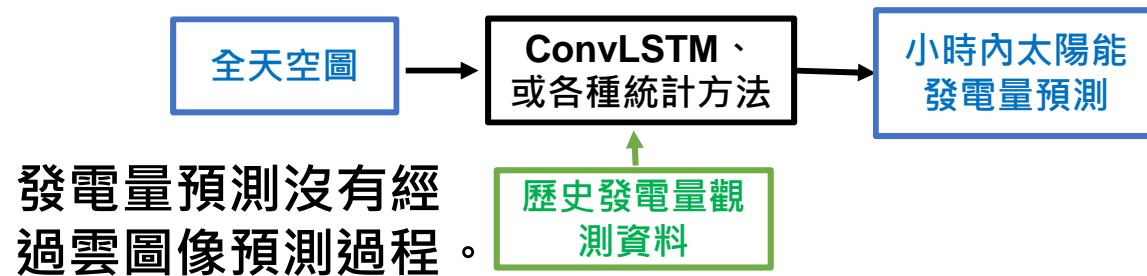 全天空圖
ConvLSTM、
或各種統計方法
小時內太陽能
發電量預測
發電量預測沒有經
過雲圖像預測過程。
歷史發電量觀
測資料